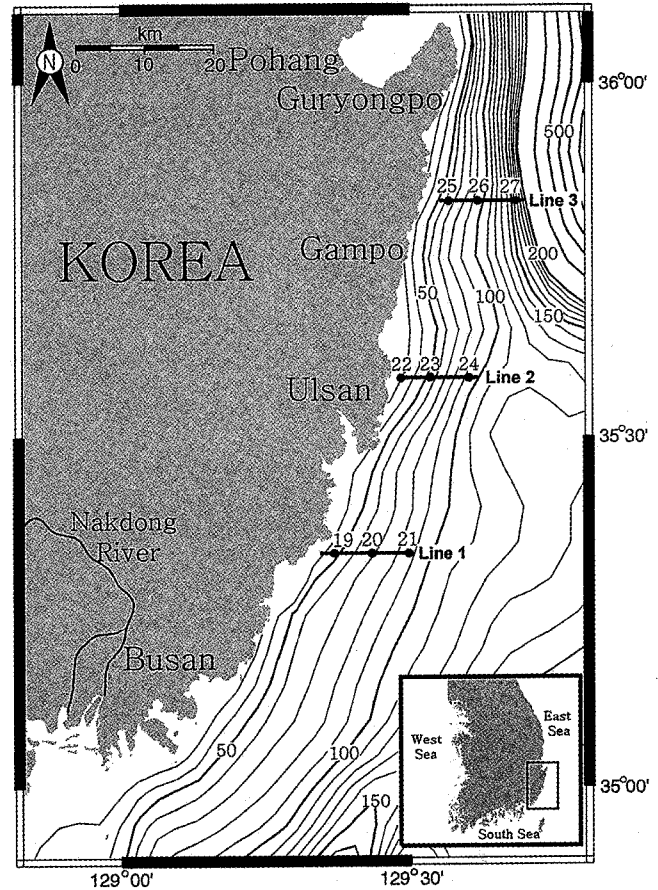 km
N
0 10 20
Pohang
36°00'
Guryongpo
500
25 26 27 Line 3
KOREA
Gampo
200
50
100
150
22 23 24 Line 2
Ulsan
35°30'
Nakdong
River
19 20 21 Line 1
Busan
East
Sea
West
Sea
50
100
35°00'
150
South Sea
129°00'
129°30'